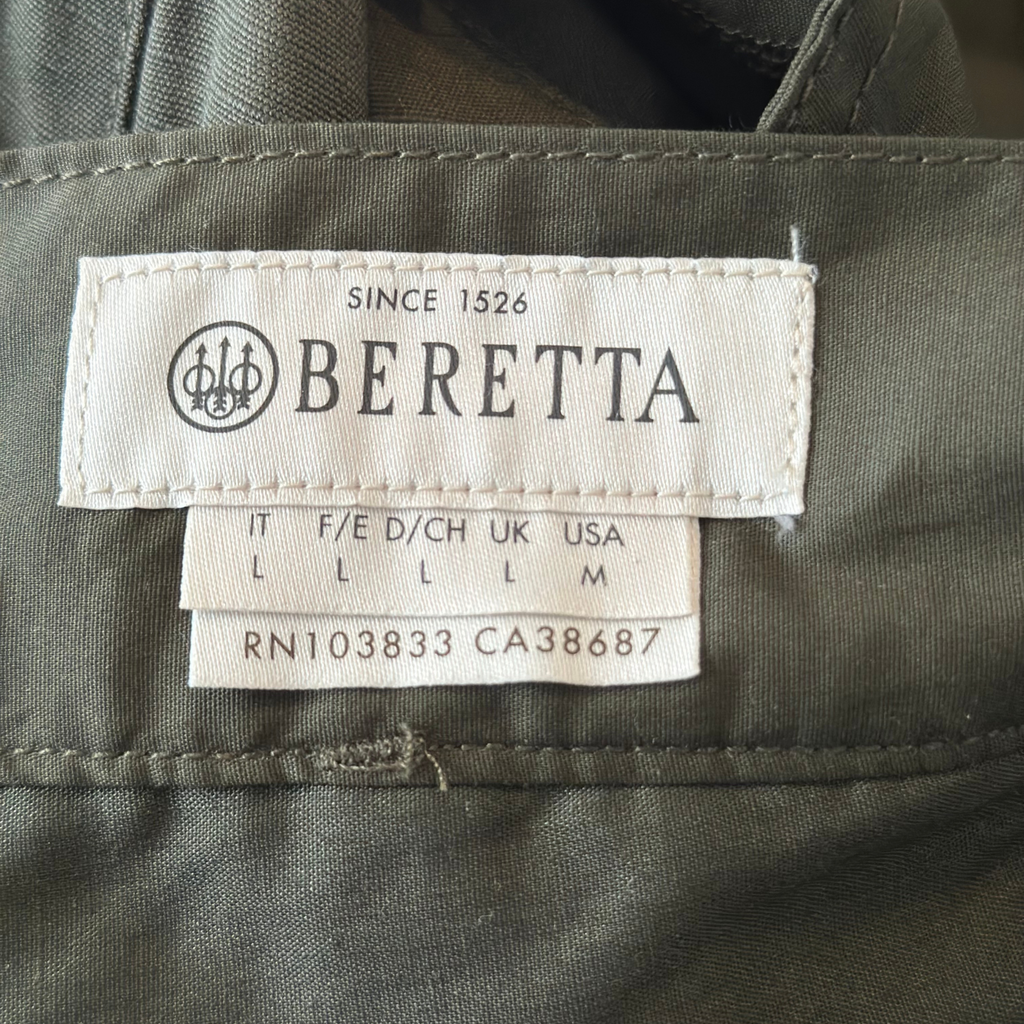 SINCE 1526
BERETTA
IT F/E D/CH UK USA
L L L L M
RN103833 CA38687